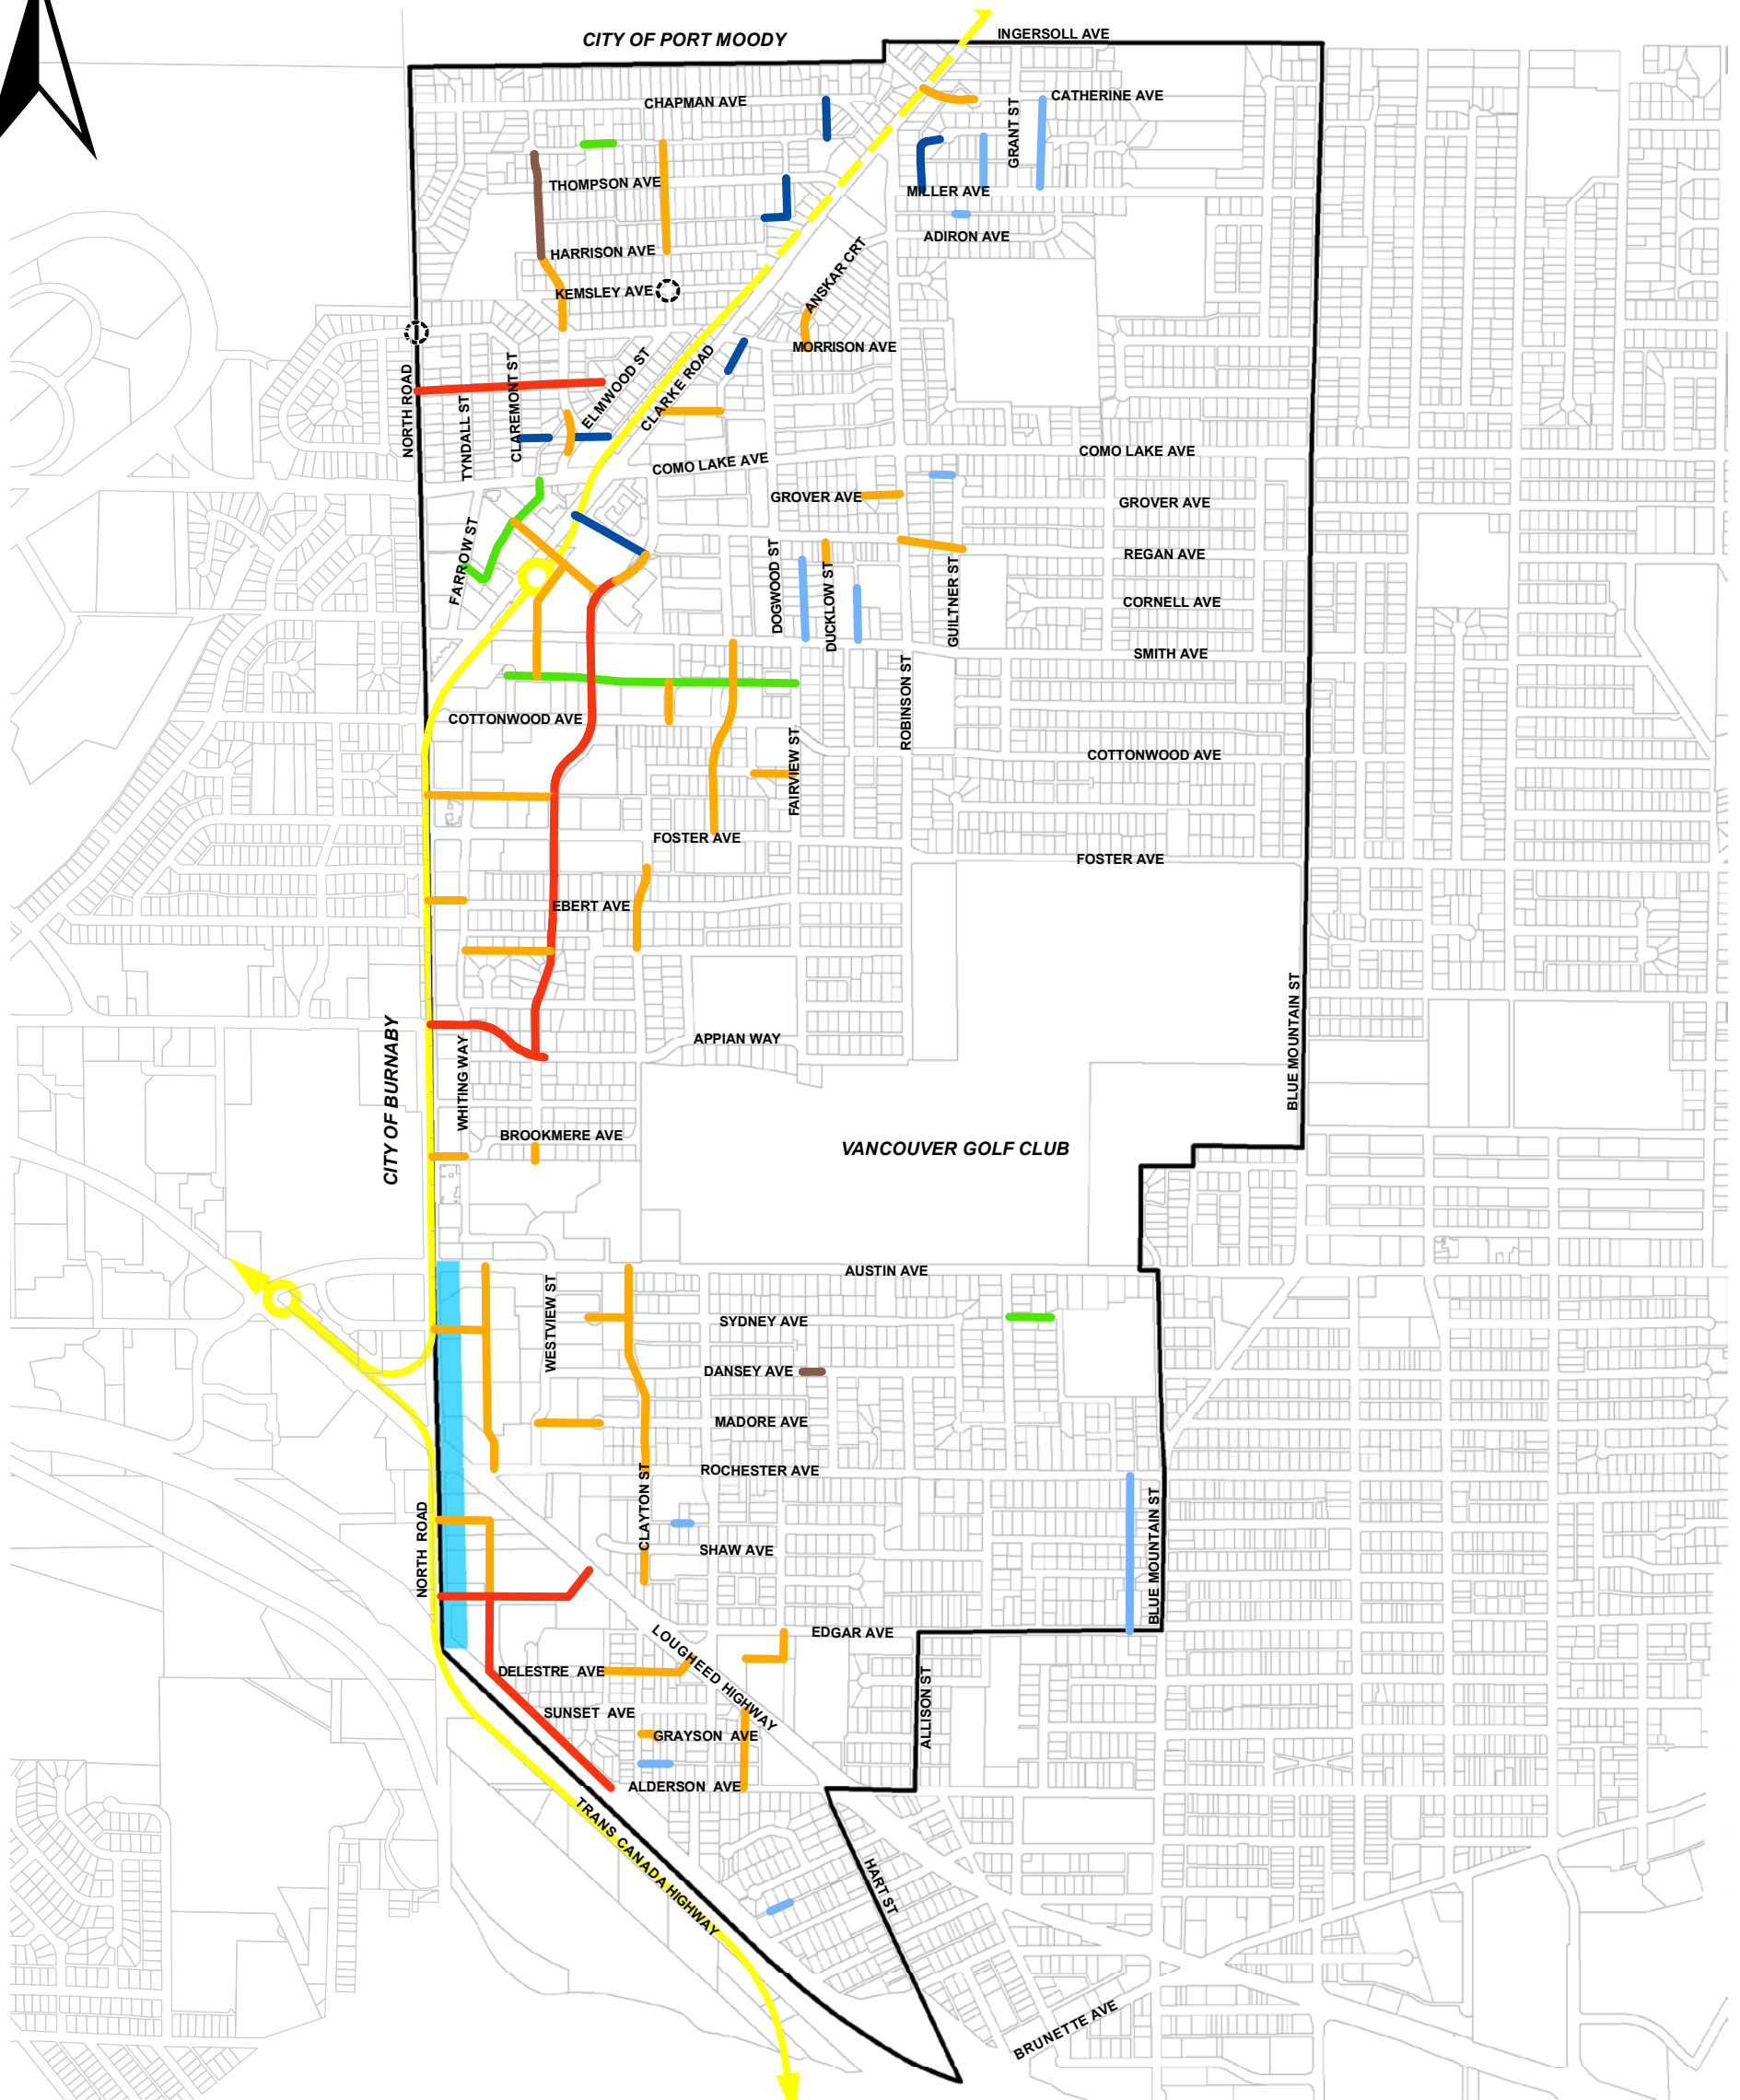 INGERSOLL AVE
CITY OF PORT MOODY
CATHERINE AVE
CHAPMAN AVE
GRANT ST
THOMPSON AVE
MILLER AVE
ADIRON AVE
HARRISON AVE
ANSKAR CRT
KEMSLEY AVE
MORRISON AVE
NORTH ROAD
TYNDALL ST
CLAREMONT ST
ELMWOOD ST
CLARKE ROAD
COMO LAKE AVE
COMO LAKE AVE
GROVER AVE
GROVER AVE
FARROW ST
REGAN AVE
DOGWOOD ST
DUCKLOW ST
GUILTNER ST
CORNELL AVE
SMITH AVE
ROBINSON ST
COTTONWOOD AVE
COTTONWOOD AVE
FAIRVIEW ST
FOSTER AVE
FOSTER AVE
EBERT AVE
BLUE MOUNTAIN ST
APPIAN WAY
CITY OF BURNABY
WHITING WAY
BROOKMERE AVE
VANCOUVER GOLF CLUB
AUSTIN AVE
WESTVIEW ST
SYDNEY AVE
DANSEY AVE
MADORE AVE
ROCHESTER AVE
CLAYTON ST
NORTH ROAD
SHAW AVE
BLUE MOUNTAIN ST
EDGAR AVE
LOUGHEED HIGHWAY
DELESTRE AVE
ALLISON ST
SUNSET AVE
GRAYSON AVE
ALDERSON AVE
TRANS CANADA HIGHWAY
HART ST
BRUNETTE AVE